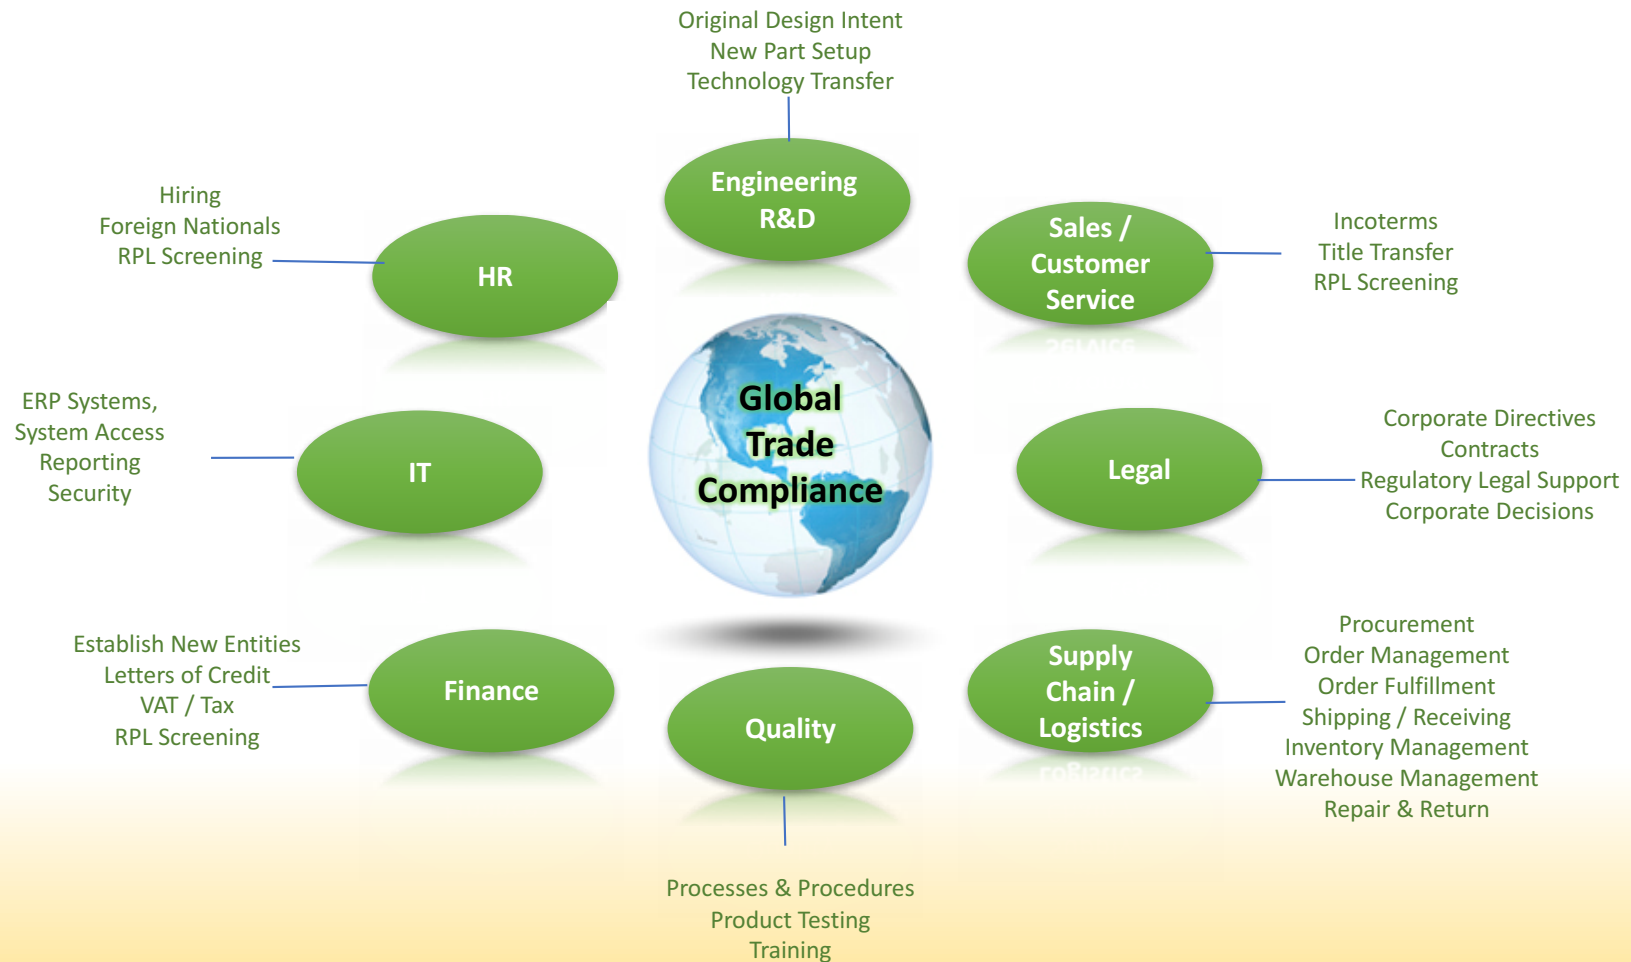 Original Design Intent
New Part Setup
Technology Transfer
Engineering
R&D
Hiring
Foreign Nationals
RPL Screening
HR
Sales /
Customer
Service
Incoterms
Title Transfer
RPL Screening
Global
Trade
Compliance
ERP Systems,
System Access
Reporting
Security
IT
Legal
Corporate Directives
Contracts
Regulatory Legal Support
Corporate Decisions
Establish New Entities
Letters of Credit
VAT / Tax
RPL Screening
Finance
Quality
Supply
Chain /
Logistics
Procurement
Order Management
Order Fulfillment
Shipping / Receiving
Inventory Management
Warehouse Management
Repair & Return
Processes & Procedures
Product Testing
Training